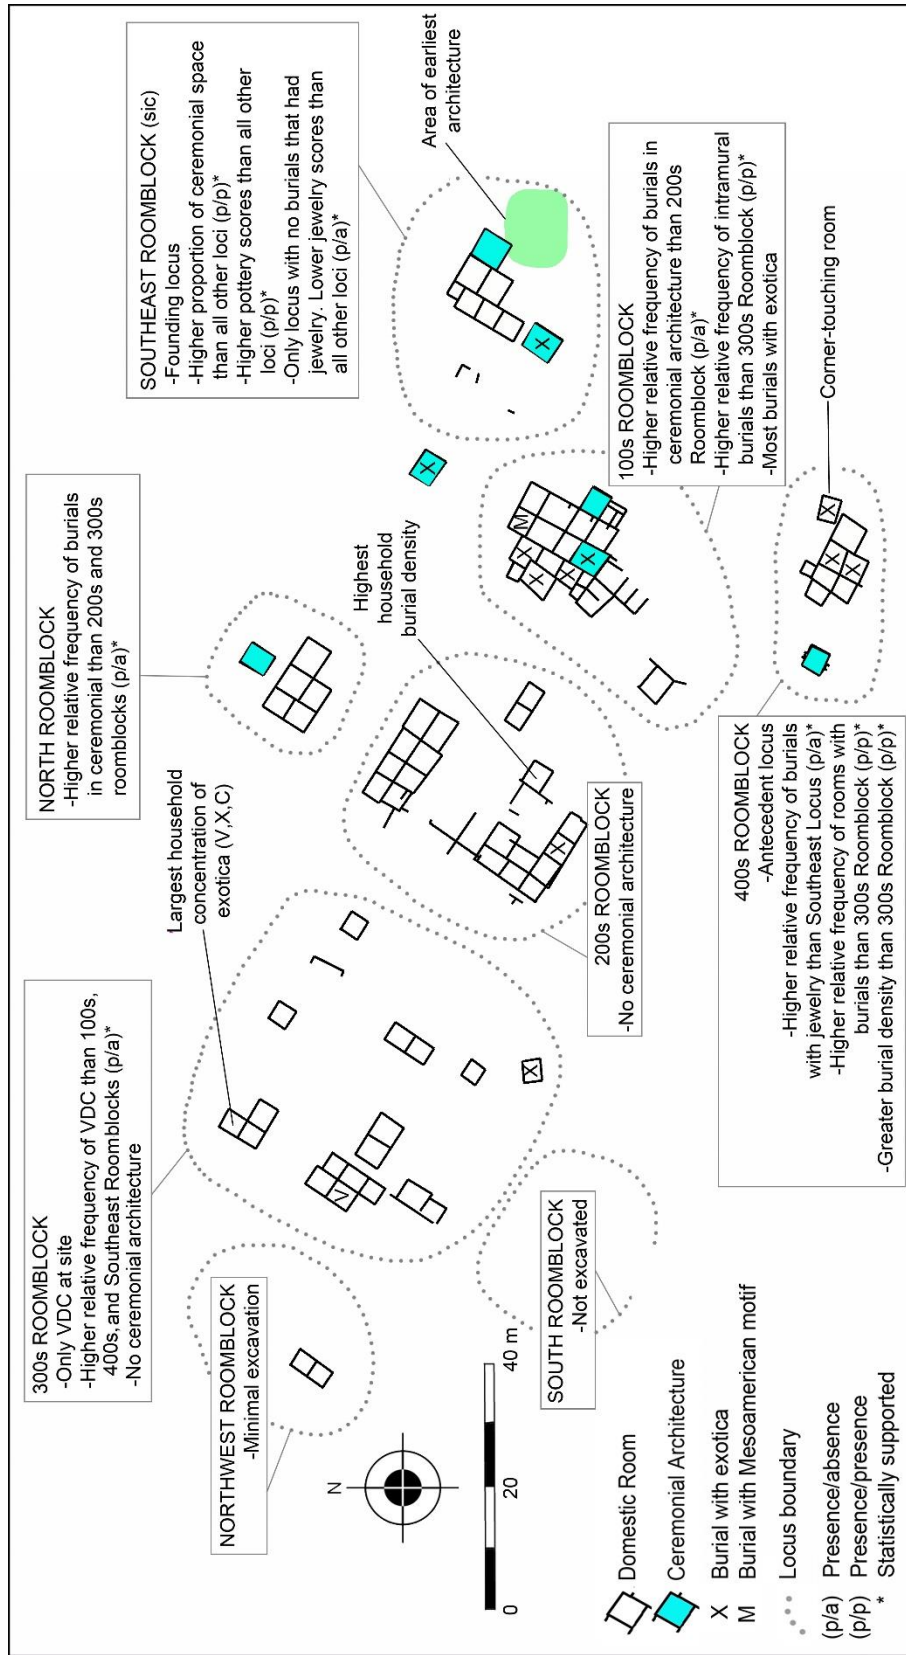 300s ROOMBLOCK
-Only VDC at site
-Higher relative frequency of VDC than 100s,
400s,and Southeast Roomblocks (p/a)*
-No ceremonial architecture
NORTHWEST ROOMBLOCK
-Minimal excavation
Largest household
concentration of
exotica (V,X,C)
NORTH ROOMBLOCK
-Higher relative frequency of burials
in ceremonial than 200s and 300s
roomblocks (p/a)*
SOUTHEAST ROOMBLOCK (sic)
-Founding locus
-Higher proportion of ceremonial space
than all other loci (p/p)*
-Higher pottery scores than all other
loci (p/p)*
-Only locus with no burials that had
jewelry. Lower jewelry scores than
all other loci (p/a)*
Area of earliest
architecture
Highest
household
burial density
N
V
X
X
X
M
X
X
X
X
X
X
X
X
X
0
20
40 m
SOUTH ROOMBLOCK
-Not excavated
200s ROOMBLOCK
-No ceremonial architecture
100s ROOMBLOCK
-Higher relative frequency of burials in
ceremonial architecture than 200s
Roomblock (p/a)*
-Higher relative frequency of intramural
burials than 300s Roomblock (p/p)*
-Most burials with exotica
Corner-touching room
400s ROOMBLOCK
-Antecedent locus
-Higher relative frequency of burials
with jewelry than Southeast Locus (p/a)*
-Higher relative frequency of rooms with
burials than 300s Roomblock (p/p)*
-Greater burial density than 300s Roomblock (p/p)*
Domestic Room
Ceremonial Architecture
X Burial with exotica
M Burial with Mesoamerican motif
Locus boundary
(p/a) Presence/absence
(p/p) Presence/presence
* Statistically supported